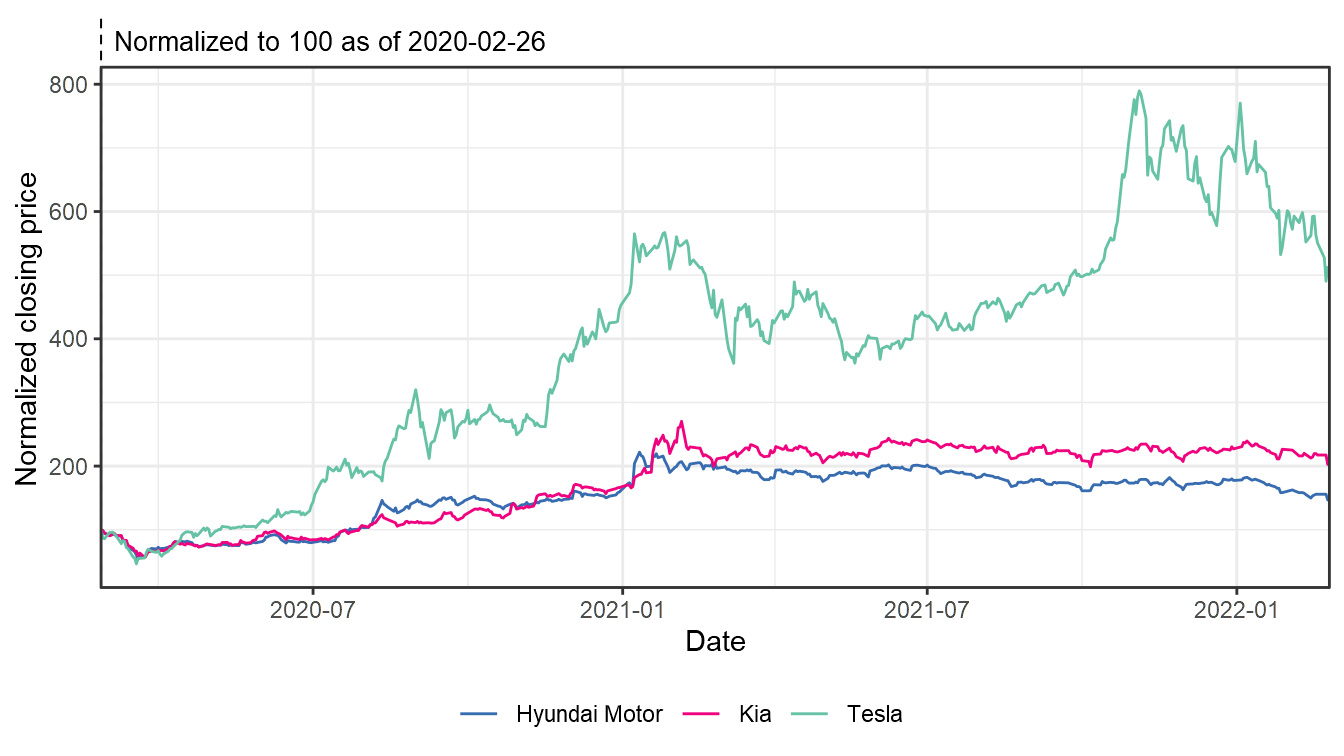 Normalized to 100 as of 2020-02-26
Normalized closing price
800
600
400
200
2020-07
2021-01
2021-07
2022-01
Date
Hyundai Motor
Kia
Tesla